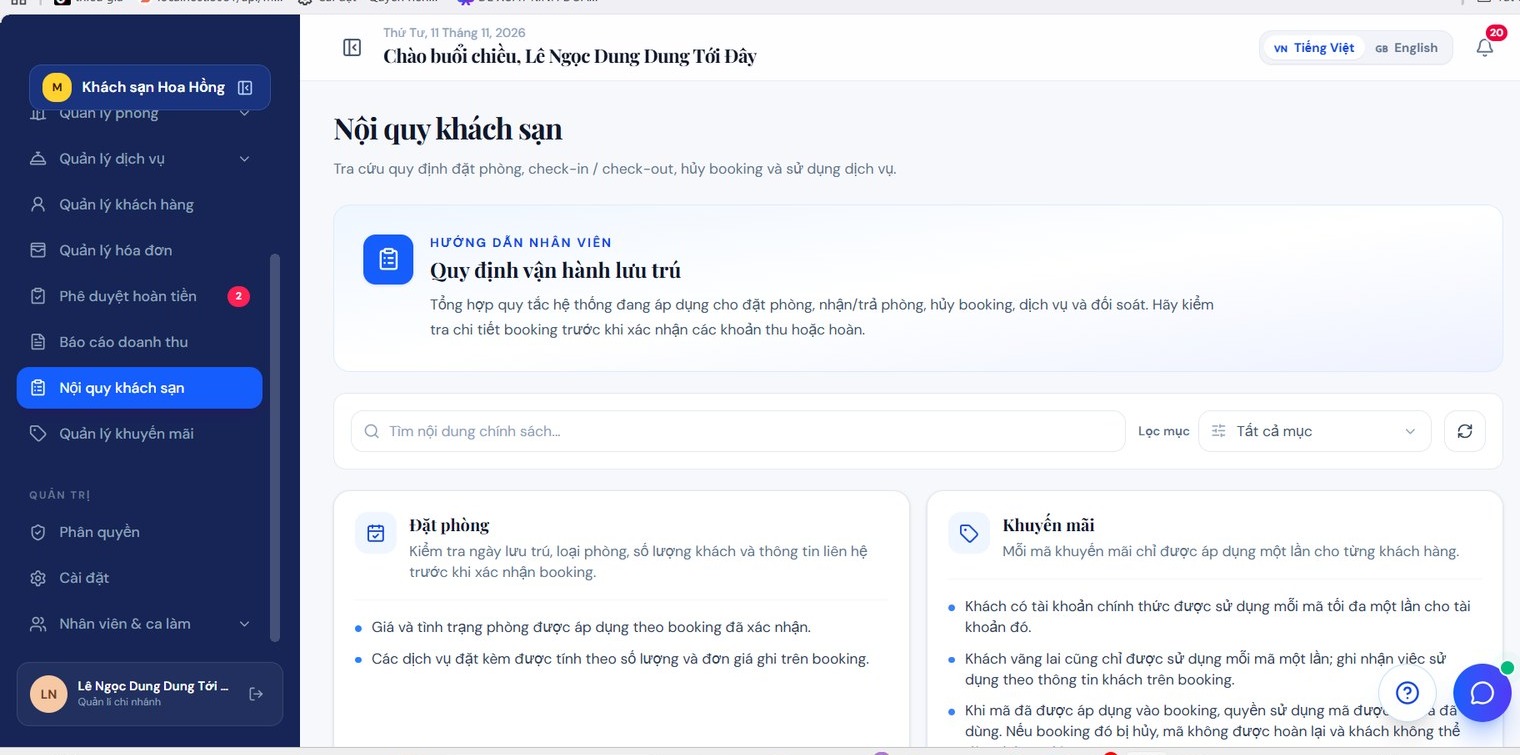 Thứ Tư, 11 Tháng 11, 2026
Chào buổi chiều, Lê Ngọc Dung Dung Tới Đây
VN Tiếng Việt
GB English
20
M Khách sạn Hoa Hồng
Quản lý phòng
Quản lý dịch vụ
Quản lý khách hàng
Quản lý hóa đơn
Phê duyệt hoàn tiền 2
Báo cáo doanh thu
Nội quy khách sạn
Quản lý khuyến mãi
QUẢN TRỊ
Phân quyền
Cài đặt
Nhân viên & ca làm
LN
Lê Ngọc Dung Dung Tới ...
Quản lí chi nhánh
Nội quy khách sạn
Tra cứu quy định đặt phòng, check-in / check-out, hủy booking và sử dụng dịch vụ.
HƯỚNG DẪN NHÂN VIÊN
Quy định vận hành lưu trú
Tổng hợp quy tắc hệ thống đang áp dụng cho đặt phòng, nhận/trả phòng, hủy booking, dịch vụ và đối soát. Hãy kiểm
tra chi tiết booking trước khi xác nhận các khoản thu hoặc hoàn.
Tìm nội dung chính sách...
Lọc mục
Tất cả mục
Đặt phòng
Kiểm tra ngày lưu trú, loại phòng, số lượng khách và thông tin liên hệ
trước khi xác nhận booking.
Giá và tình trạng phòng được áp dụng theo booking đã xác nhận.
Các dịch vụ đặt kèm được tính theo số lượng và đơn giá ghi trên booking.
Khuyến mãi
Mỗi mã khuyến mãi chỉ được áp dụng một lần cho từng khách hàng.
Khách có tài khoản chính thức được sử dụng mỗi mã tối đa một lần cho tài
khoản đó.
Khách vãng lai cũng chỉ được sử dụng mỗi mã một lần; ghi nhận việc sử
dụng theo thông tin khách trên booking.
Khi mã đã được áp dụng vào booking, quyền sử dụng mã được đã
dùng. Nếu booking đó bị hủy, mã không được hoàn lại và khách không thể